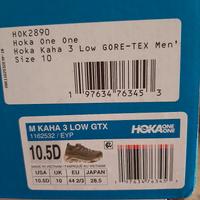 HOK2890
Hoka One One
Hoka Kaha 3 Low GORE-TEX Men'
Size 10
1 97634 76345 3
M KAHA 3 LOW GTX
1162532 / EYP
HOKA ONE ONE
10.5D
USA UK EU JAPAN
10.5D 10 44 2/3 28.5